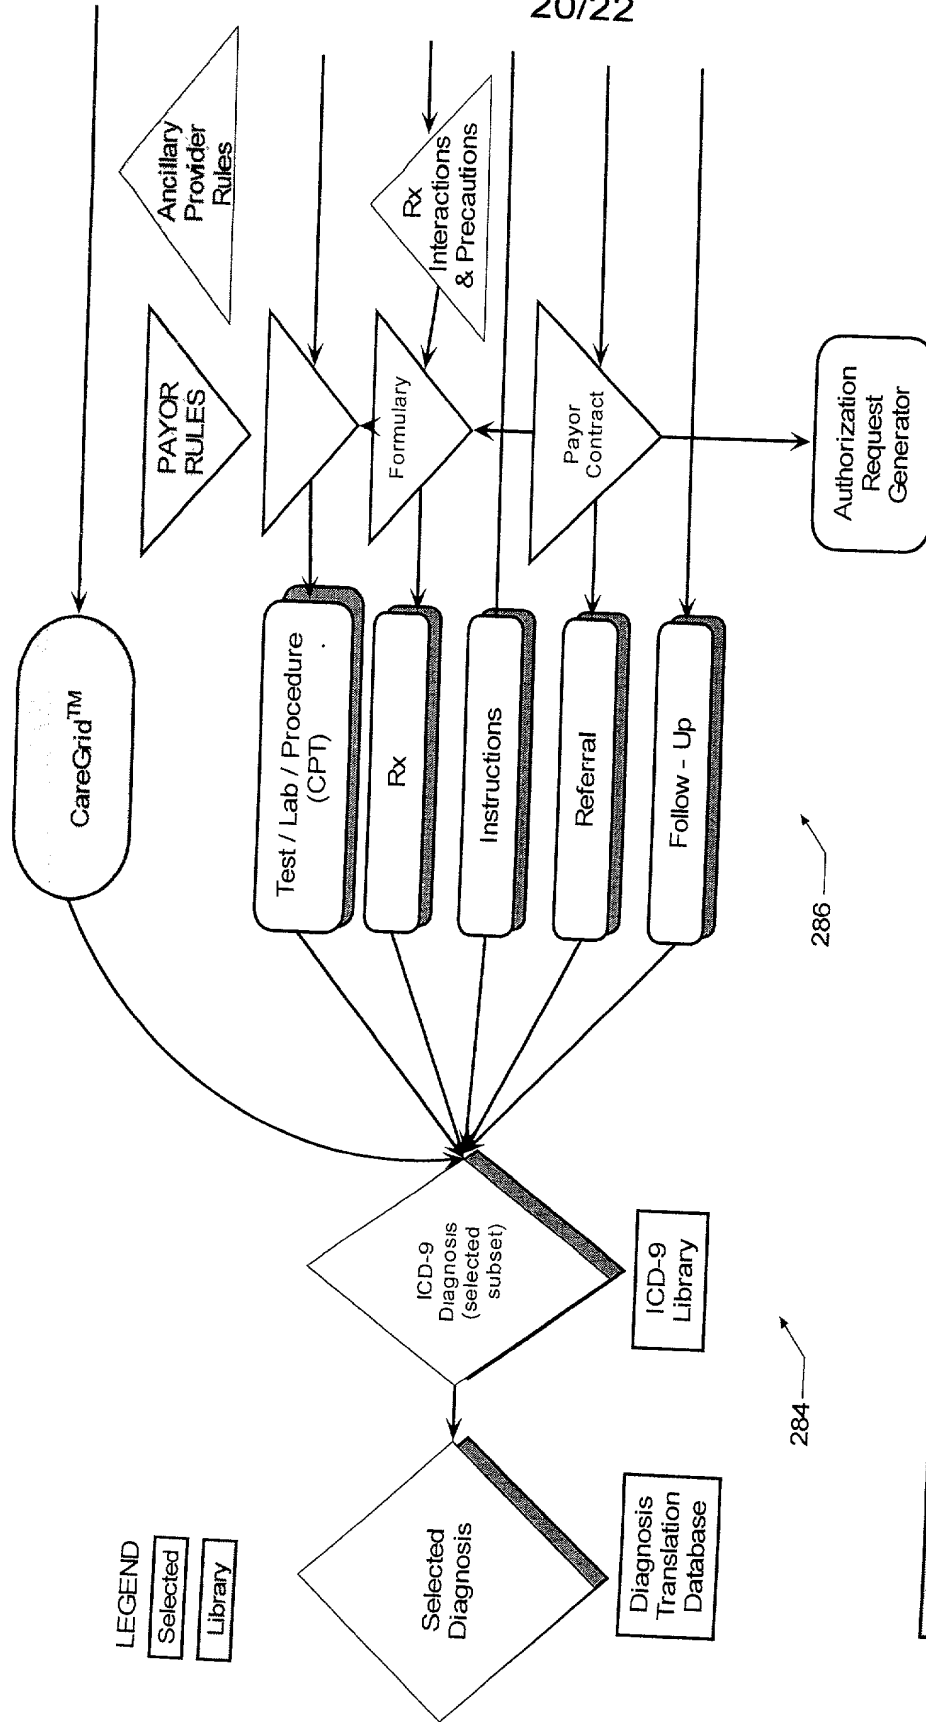 20/22
LEGEND
Selected
Library
Selected
Diagnosis
Diagnosis
Translation
Database
ICD-9
Diagnosis
(selected
subset)
ICD-9
Library
284
CareGrid™
Test / Lab / Procedure
(CPT)
Rx
Instructions
Referral
Follow - Up
286
PAYOR
RULES
Formulary
Payor
Contract
Authorization
Request
Generator
Ancillary
Provider
Rules
Rx
Interactions
& Precautions